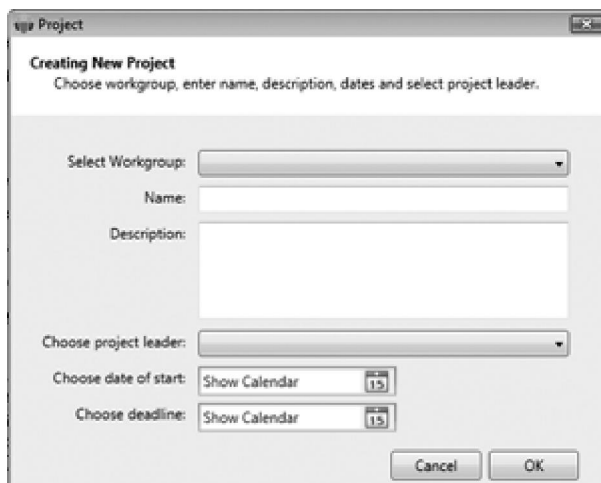 Project
Creating New Project
Choose workgroup, enter name, description, dates and select project leader.
Select Workgroup:
Name:
Description:
Choose project leader:
Choose date of start: Show Calendar 15
Choose deadline: Show Calendar 15
Cancel OK